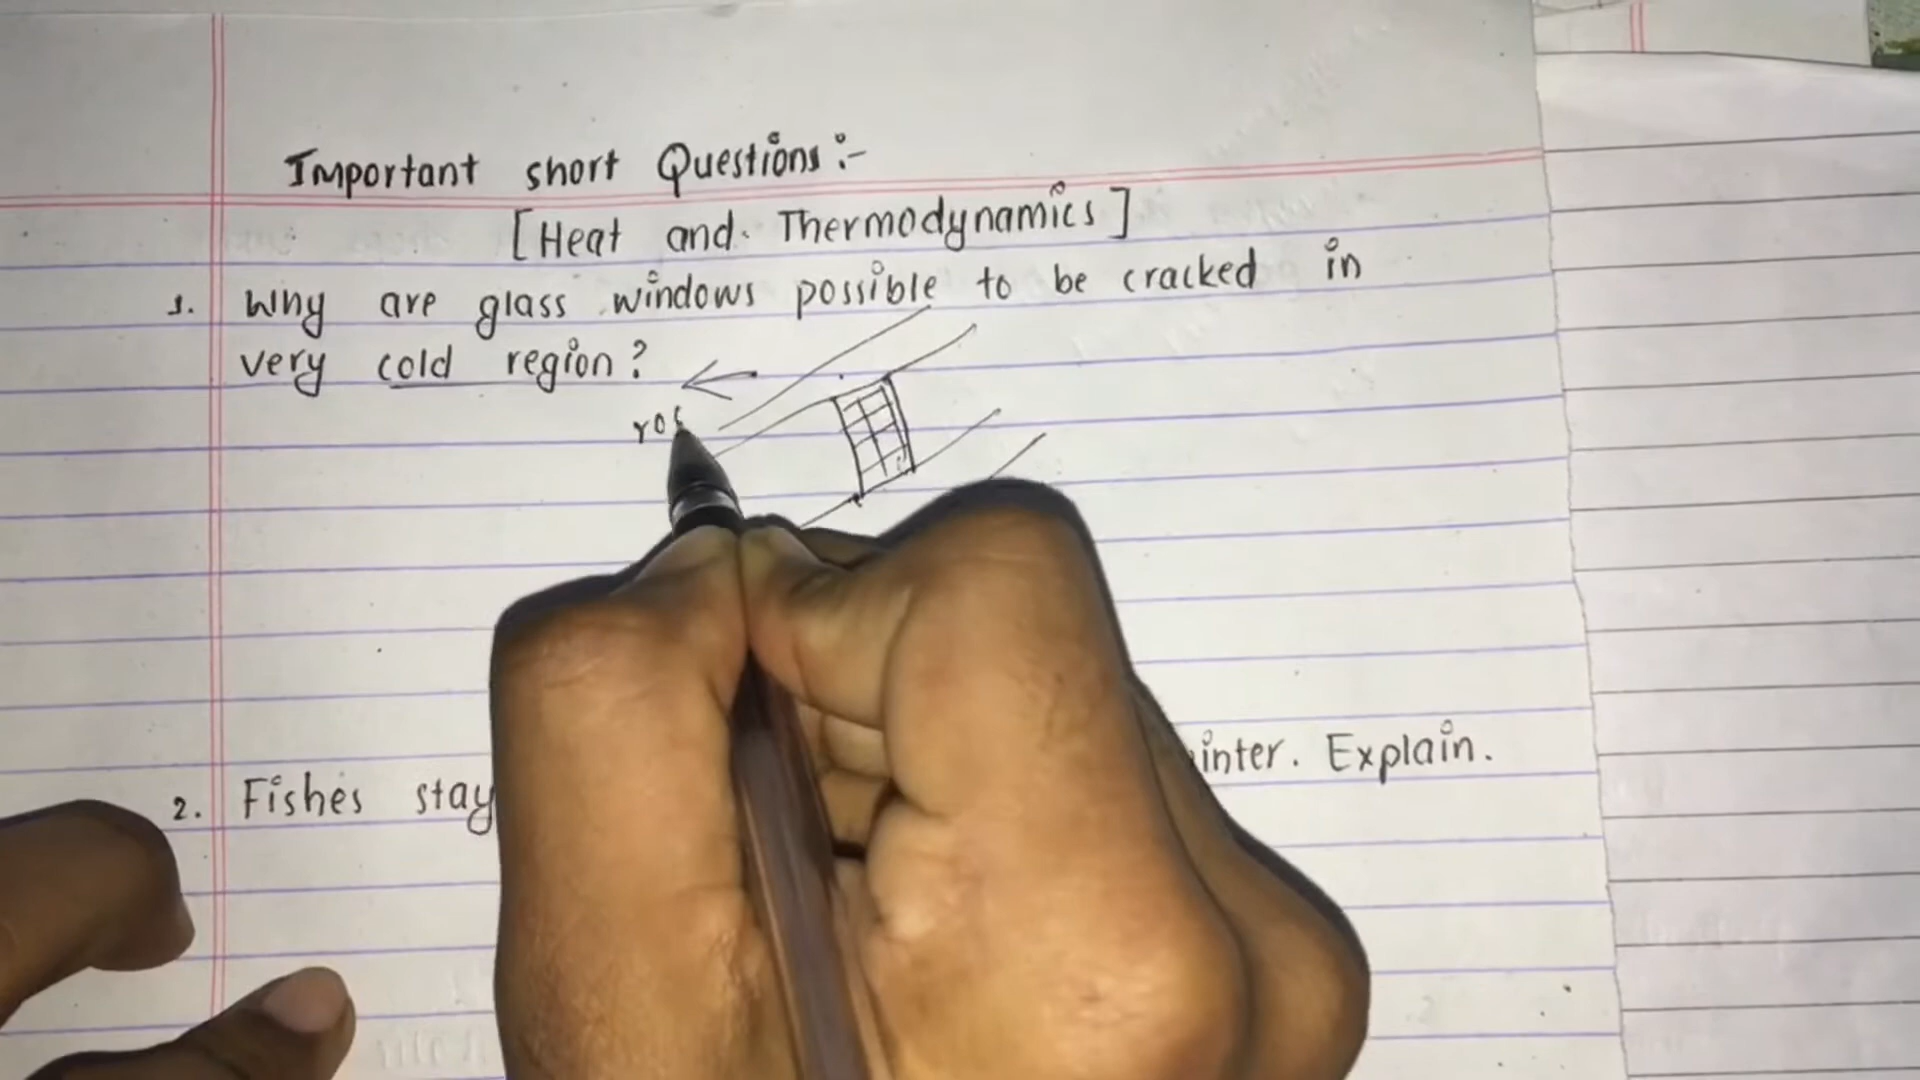 Important short Questions :-
[Heat and Thermodynamics]
1. Why are glass windows possible to be cracked in
very cold region?
2. Fishes stay inter. Explain.